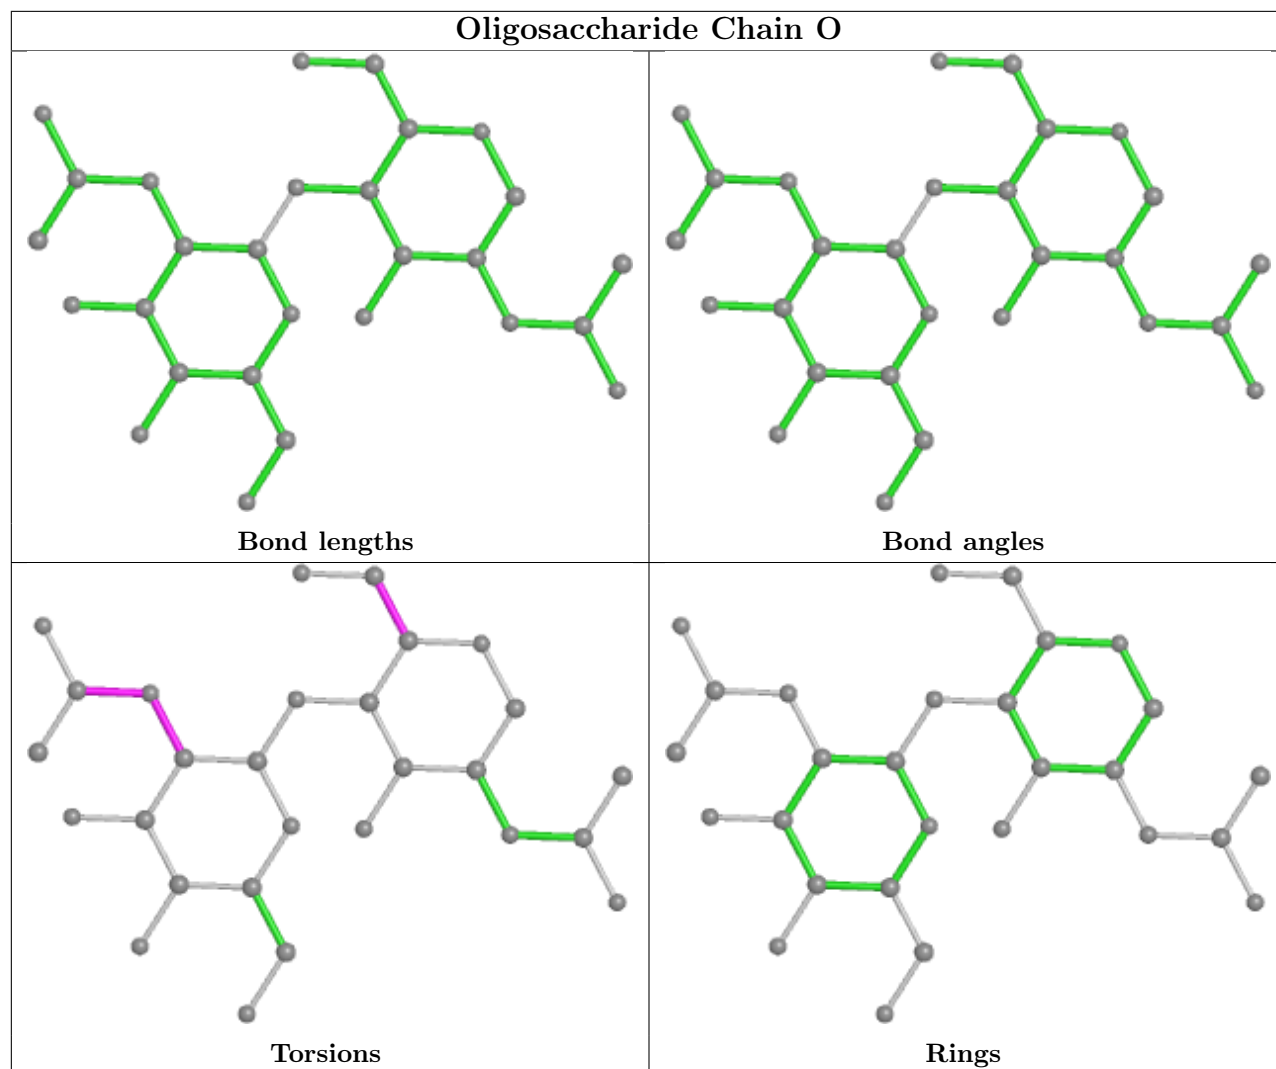 Oligosaccharide Chain O
Bond lengths
Bond angles
Torsions
Rings